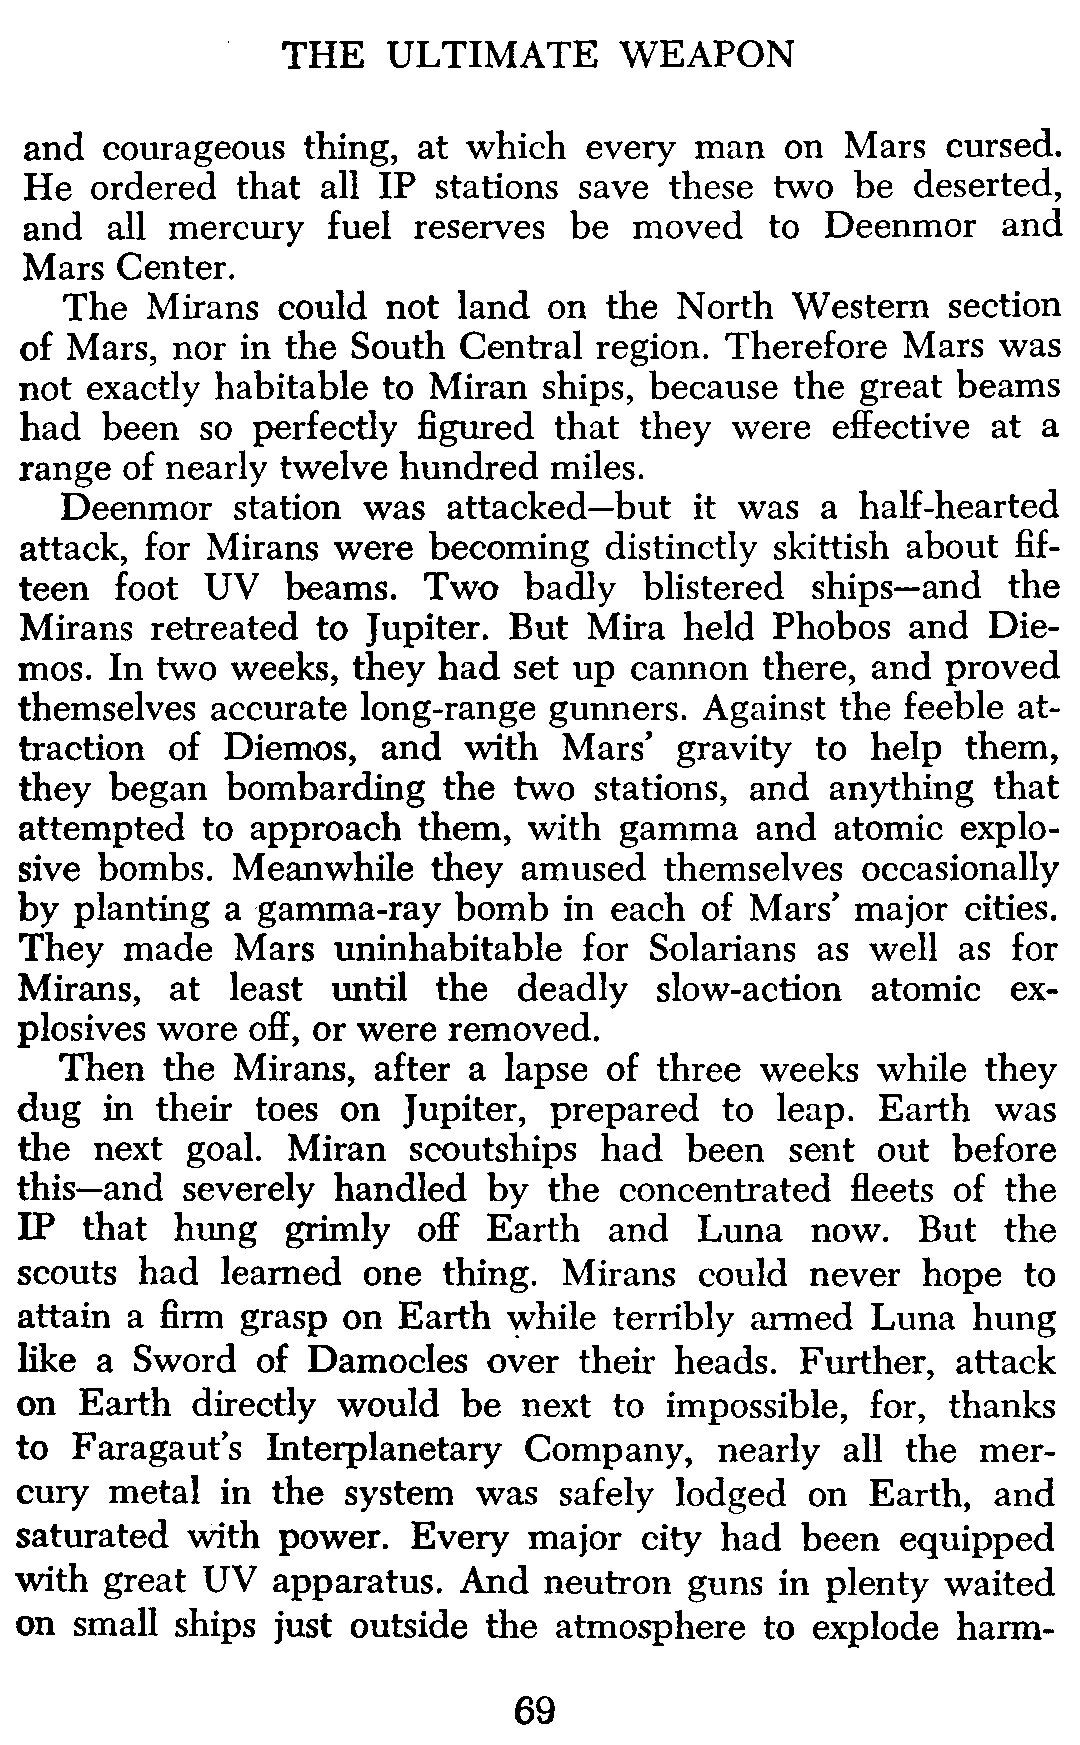 THE ULTIMATE WEAPON
and courageous thing, at which every man on Mars cursed.
He ordered that all IP stations save these two be deserted,
and all mercury fuel reserves be moved to Deenmor and
Mars Center.
The Mirans could not land on the North Western section
of Mars, nor in the South Central region. Therefore Mars was
not exactly habitable to Miran ships, because the great beams
had been so perfectly figured that they were effective at a
range of nearly twelve hundred miles.
Deenmor station was attacked—but it was a half-hearted
attack, for Mirans were becoming distinctly skittish about fif-
teen foot UV beams. Two badly blistered ships—and the
Mirans retreated to Jupiter. But Mira held Phobos and Die-
mos. In two weeks, they had set up cannon there, and proved
themselves accurate long-range gunners. Against the feeble at-
traction of Diemos, and with Mars' gravity to help them,
they began bombarding the two stations, and anything that
attempted to approach them, with gamma and atomic explo-
sive bombs. Meanwhile they amused themselves occasionally
by planting a gamma-ray bomb in each of Mars' major cities.
They made Mars uninhabitable for Solarians as well as for
Mirans, at least until the deadly slow-action atomic ex-
plosives wore off, or were removed.
Then the Mirans, after a lapse of three weeks while they
dug in their toes on Jupiter, prepared to leap. Earth was
the next goal. Miran scoutships had been sent out before
this—and severely handled by the concentrated fleets of the
IP that hung grimly off Earth and Luna now. But the
scouts had learned one thing. Mirans could never hope to
attain a firm grasp on Earth while terribly armed Luna hung
like a Sword of Damocles over their heads. Further, attack
on Earth directly would be next to impossible, for, thanks
to Faragaut's Interplanetary Company, nearly all the mer-
cury metal in the system was safely lodged on Earth, and
saturated with power. Every major city had been equipped
with great UV apparatus. And neutron guns in plenty waited
on small ships just outside the atmosphere to explode harm-
69